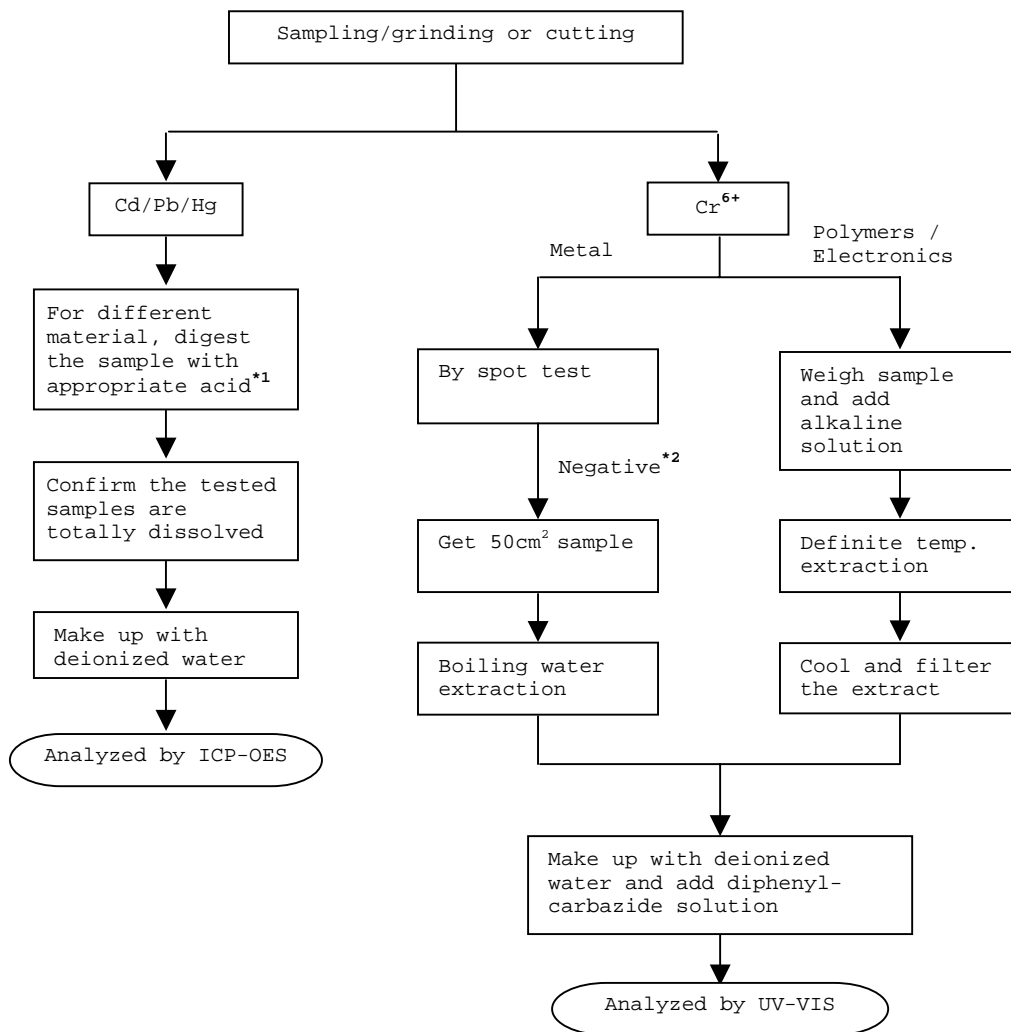 Sampling/grinding or cutting
Cd/Pb/Hg
For different
material, digest
the sample with
appropriate acid*1
Confirm the tested
samples are
totally dissolved
Make up with
deionized water
Analyzed by ICP-OES
Cr6+
Metal
Polymers /
Electronics
By spot test
Negative*2
Get 50cm2 sample
Boiling water
extraction
Weigh sample
and add
alkaline
solution
Definite temp.
extraction
Cool and filter
the extract
Make up with deionized
water and add diphenyl-
carbazide solution
Analyzed by UV-VIS